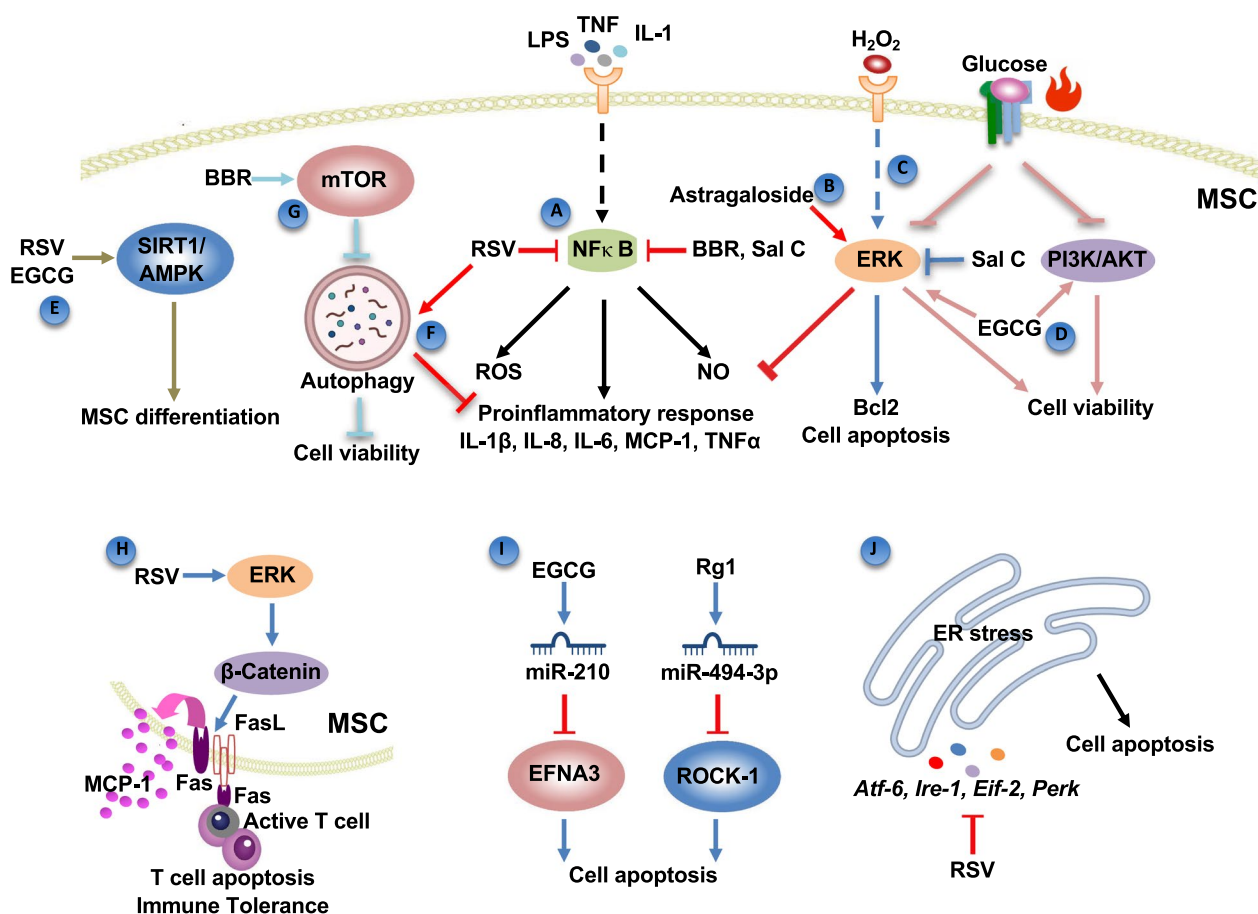 TNF
LPS
IL-1
H₂O₂
Glucose
MSC
BBR
mTOR
G
A
Astragaloside
B
C
RSV
EGCG
E
SIRT1/
AMPK
RSV
NFκB
BBR, Sal C
ERK
Sal C
PI3K/AKT
F
EGCG
D
Autophagy
ROS
NO
MSC differentiation
Proinflammatory response
IL-1β, IL-8, IL-6, MCP-1, TNFα
Bcl2
Cell apoptosis
Cell viability
Cell viability
H
RSV
ERK
β-Catenin
FasL
MSC
MCP-1
Fas
Fas
Active T cell
T cell apoptosis
Immune Tolerance
I
EGCG
Rg1
miR-210
miR-494-3p
EFNA3
ROCK-1
Cell apoptosis
J
ER stress
Cell apoptosis
Atf-6, Ire-1, Eif-2, Perk
RSV